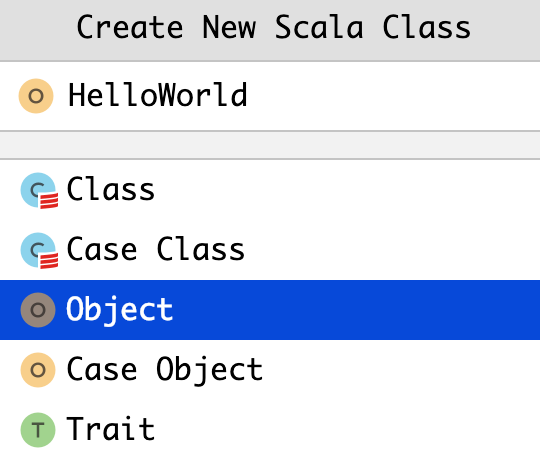 Create New Scala Class
O HelloWorld
C Class
C Case Class
O Object
O Case Object
T Trait